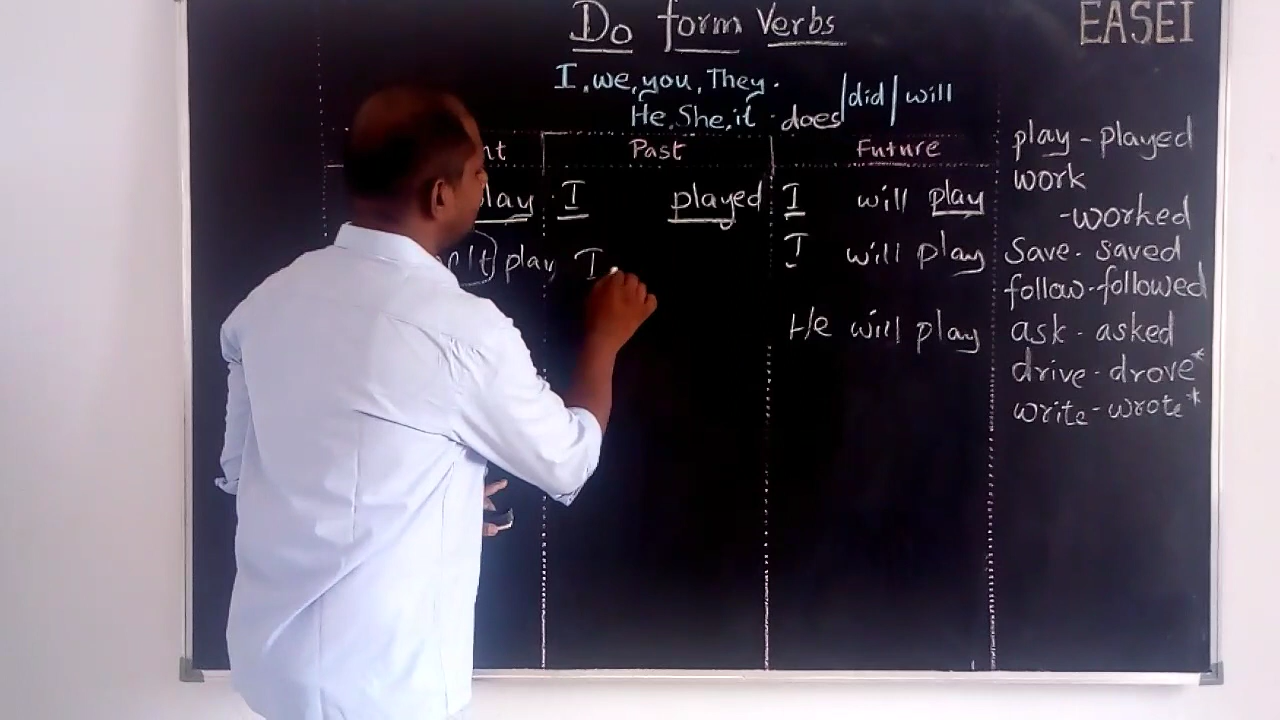 Do form Verbs
EASEI
I, we, you, They.
He, She, it. does /did/ will
Past
Future
I played
I will play
play
I
I will play
He will play
play - played
work
-worked
Save - saved
follow - followed
ask - asked
drive - drove*
write - wrote*